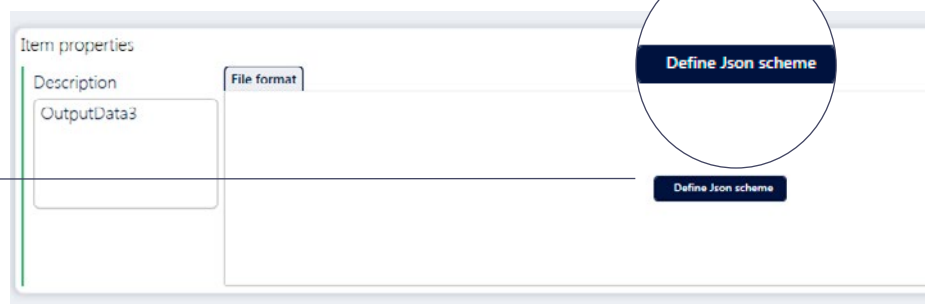 Item properties
Description
File format
OutputData3
Define Json scheme
Define Json scheme